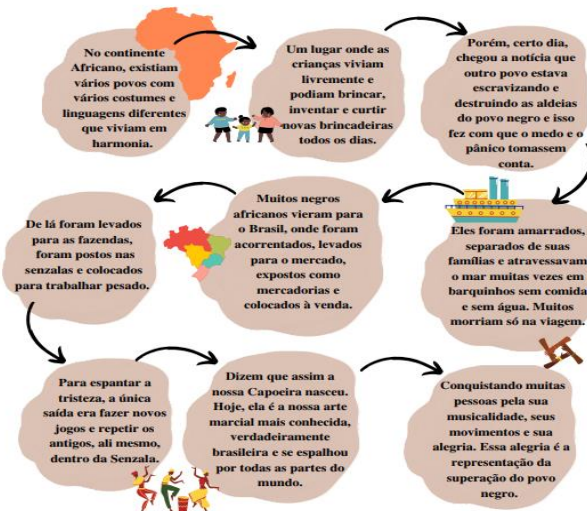 No continente
Africano, existiam
vários povos com
vários costumes e
linguagens diferentes
que viviam em
harmonia.
Um lugar onde as
crianças viviam
livremente e
podiam brincar,
inventar e curtir
novas brincadeiras
todos os dias.
Porém, certo dia,
chegou a notícia que
outro povo estava
escravizando e
destruindo as aldeias
do povo negro e isso
fez com que o medo e o
pânico tomassem
conta.
Eles foram amarrados,
separados de suas
famílias e atravessavam
o mar muitas vezes em
barquinhos sem comida
e sem água. Muitos
morriam só na viagem.
Muitos negros
africanos vieram para
o Brasil, onde foram
acorrentados, levados
para o mercado,
expostos como
mercadorias e
colocados à venda.
De lá foram levados
para as fazendas,
foram postos nas
senzalas e colocados
para trabalhar pesado.
Para espantar a
tristeza, a única
saída era fazer novos
jogos e repetir os
antigos, ali mesmo,
dentro da Senzala.
Dizem que assim a
nossa Capoeira nasceu.
Hoje, ela é a nossa arte
marcial mais conhecida,
verdadeiramente
brasileira e se espalhou
por todas as partes do
mundo.
Conquistando muitas
pessoas pela sua
musicalidade, seus
movimentos e sua
alegria. Essa alegria é a
representação da
superação do povo
negro.